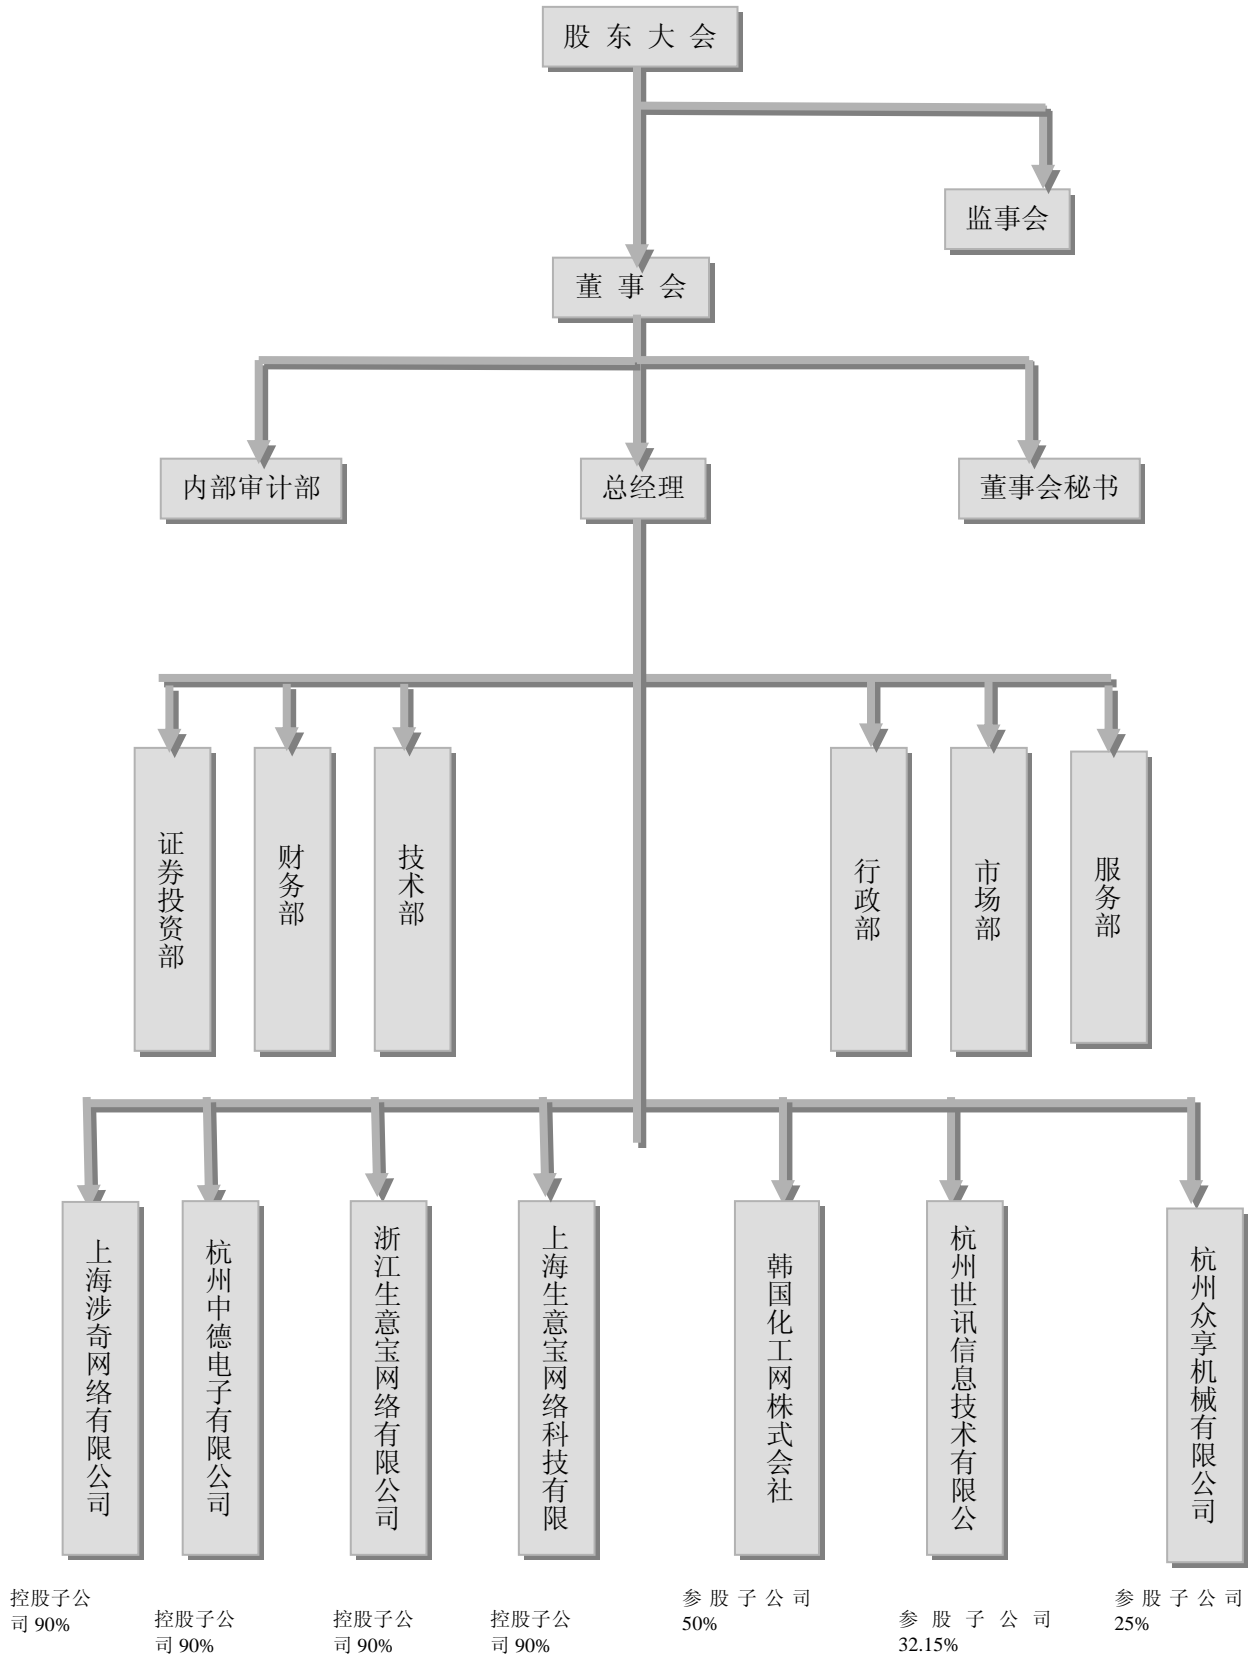 股 东 大 会
监事会
董 事 会
内部审计部
总经理
董事会秘书
证券投资部
财务部
技术部
行政部
市场部
服务部
上海涉奇网络有限公司
杭州中德电子有限公司
浙江生意宝网络有限公司
上海生意宝网络科技有限
韩国化工网株式会社
杭州世讯信息技术有限公
杭州众享机械有限公司
控股子公
司 90%
控股子公
司 90%
控股子公
司 90%
控股子公
司 90%
参 股 子 公 司
50%
参 股 子 公 司
32.15%
参 股 子 公 司
25%